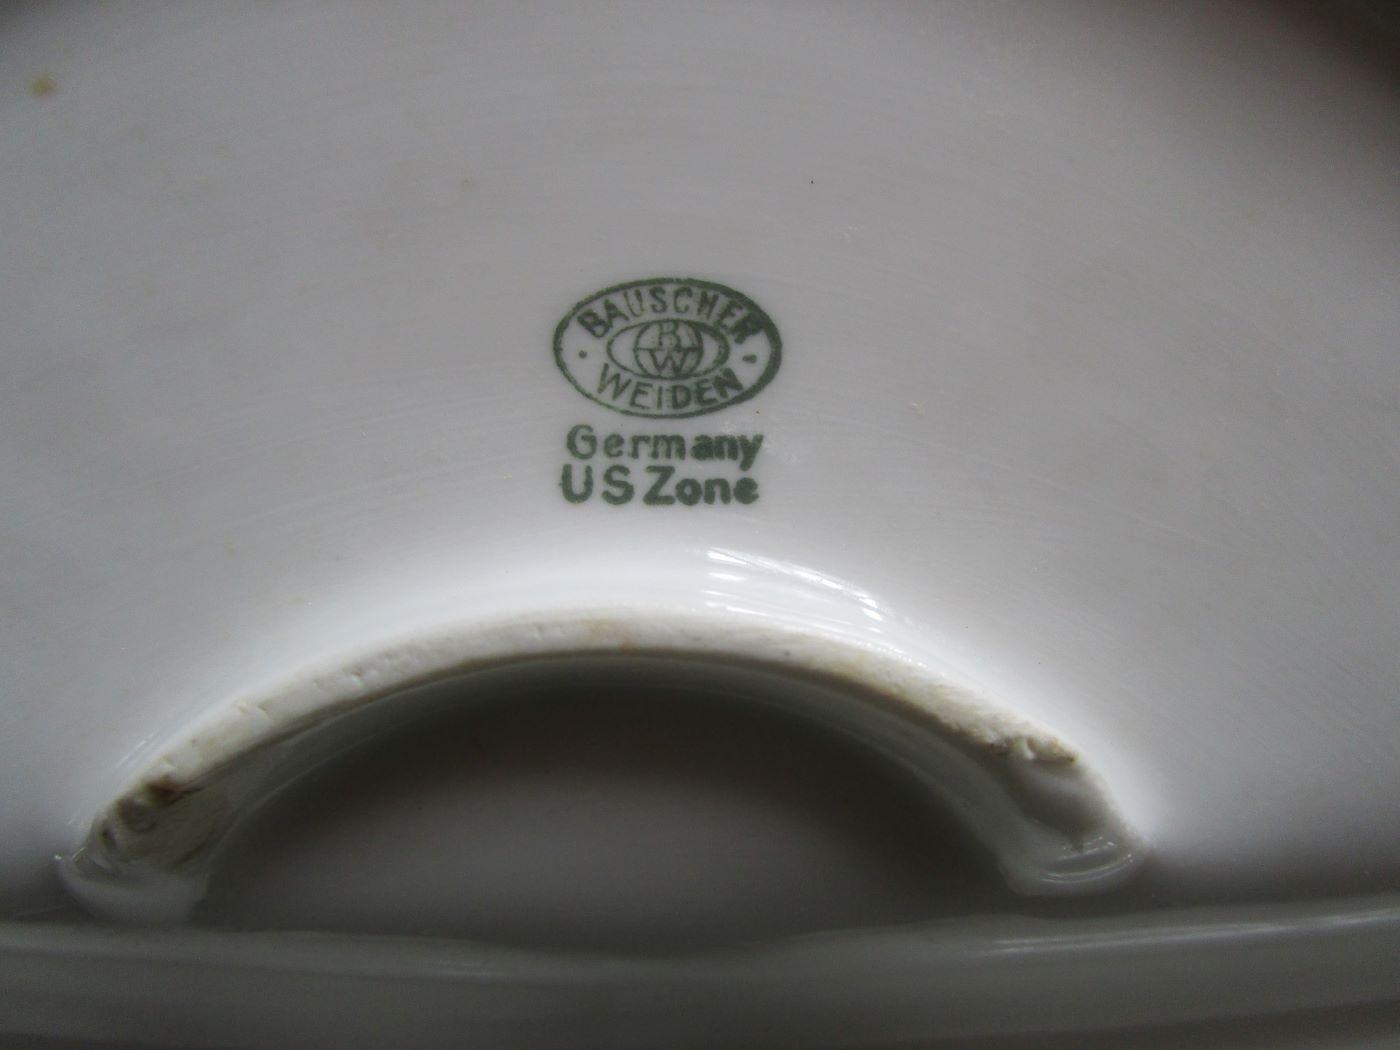 BAUSCHER
B
W
WEIDEN
Germany
US Zone